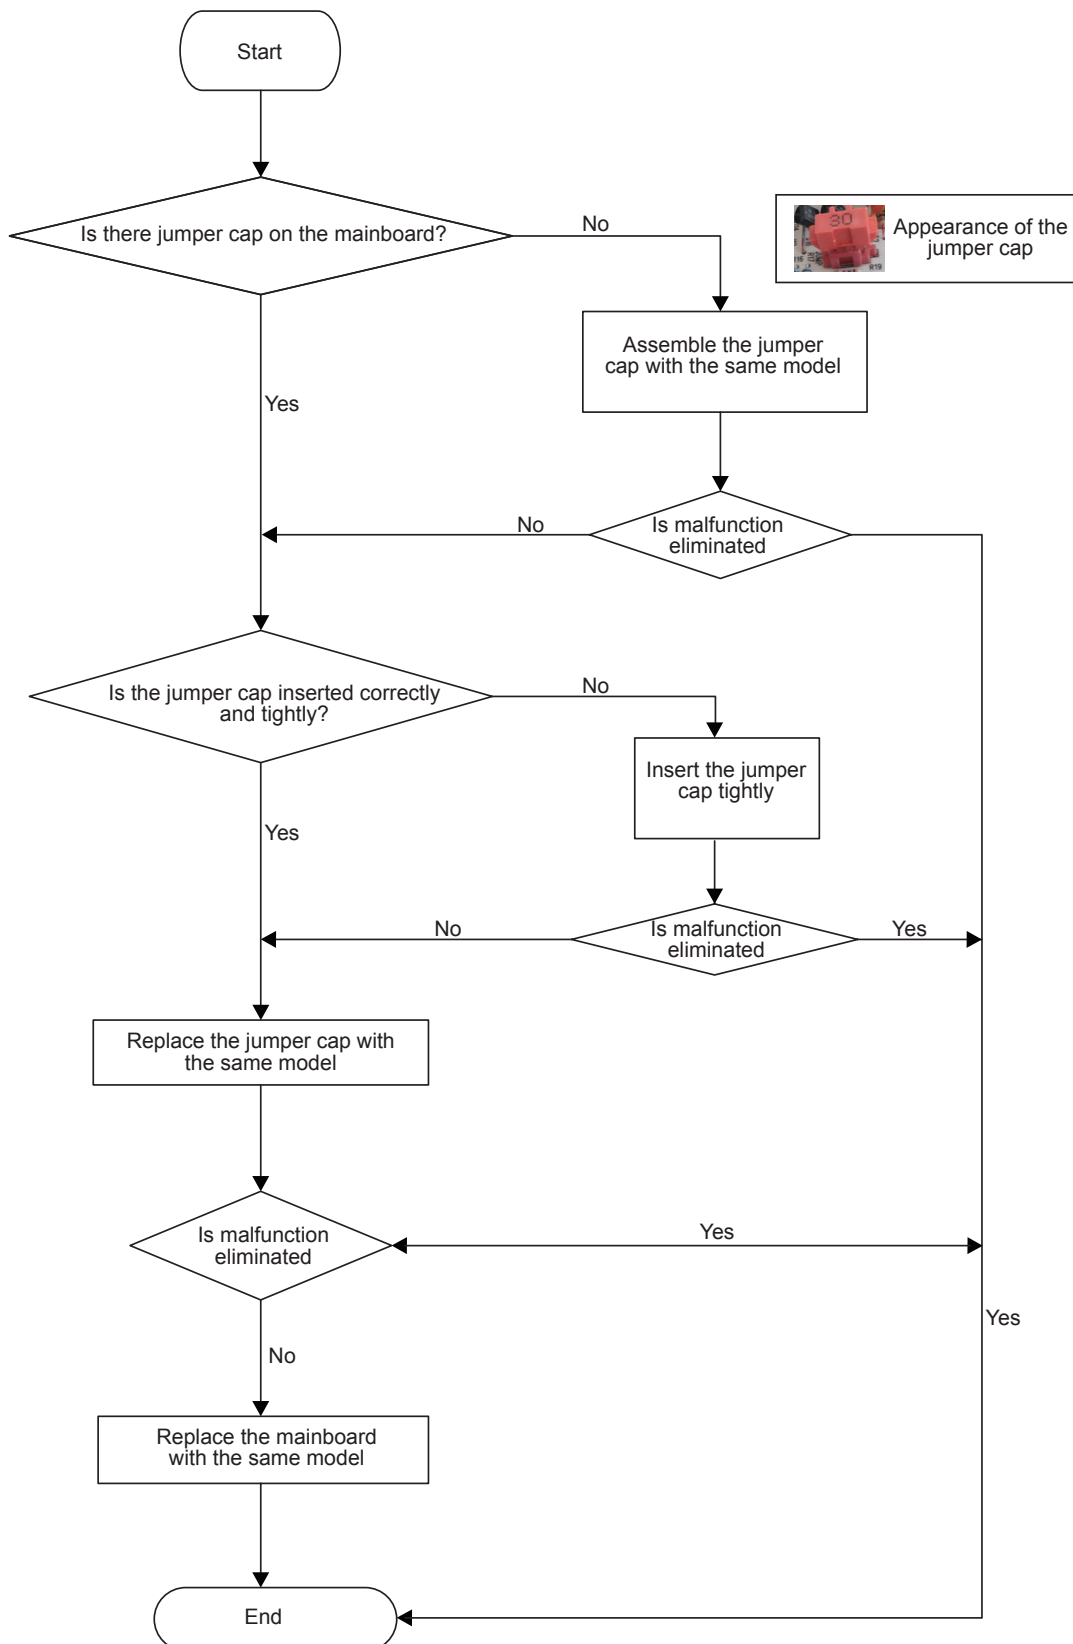 Start
Is there jumper cap on the mainboard?
No
30
R19
Appearance of the
jumper cap
Assemble the jumper
cap with the same model
Yes
No
Is malfunction
eliminated
Is the jumper cap inserted correctly
and tightly?
No
Insert the jumper
cap tightly
Yes
No
Is malfunction
eliminated
Yes
Replace the jumper cap with
the same model
Is malfunction
eliminated
Yes
Yes
No
Replace the mainboard
with the same model
End